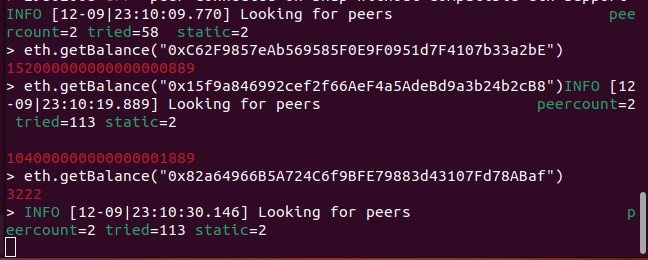 INFO [12-09|23:10:09.770] Looking for peers pee
rcount=2 tried=58 static=2
> eth.getBalance("0xC62F9857eAb569585F0E9F0951d7F4107b33a2bE")
152000000000000000889
> eth.getBalance("0x15f9a846992cef2f66AeF4a5AdeBd9a3b24b2cB8")INFO [12
-09|23:10:19.889] Looking for peers peercount=2
tried=113 static=2
104000000000000001889
> eth.getBalance("0x82a64966B5A724C6f9BFE79883d43107Fd78ABaf")
3222
> INFO [12-09|23:10:30.146] Looking for peers p
eercount=2 tried=113 static=2